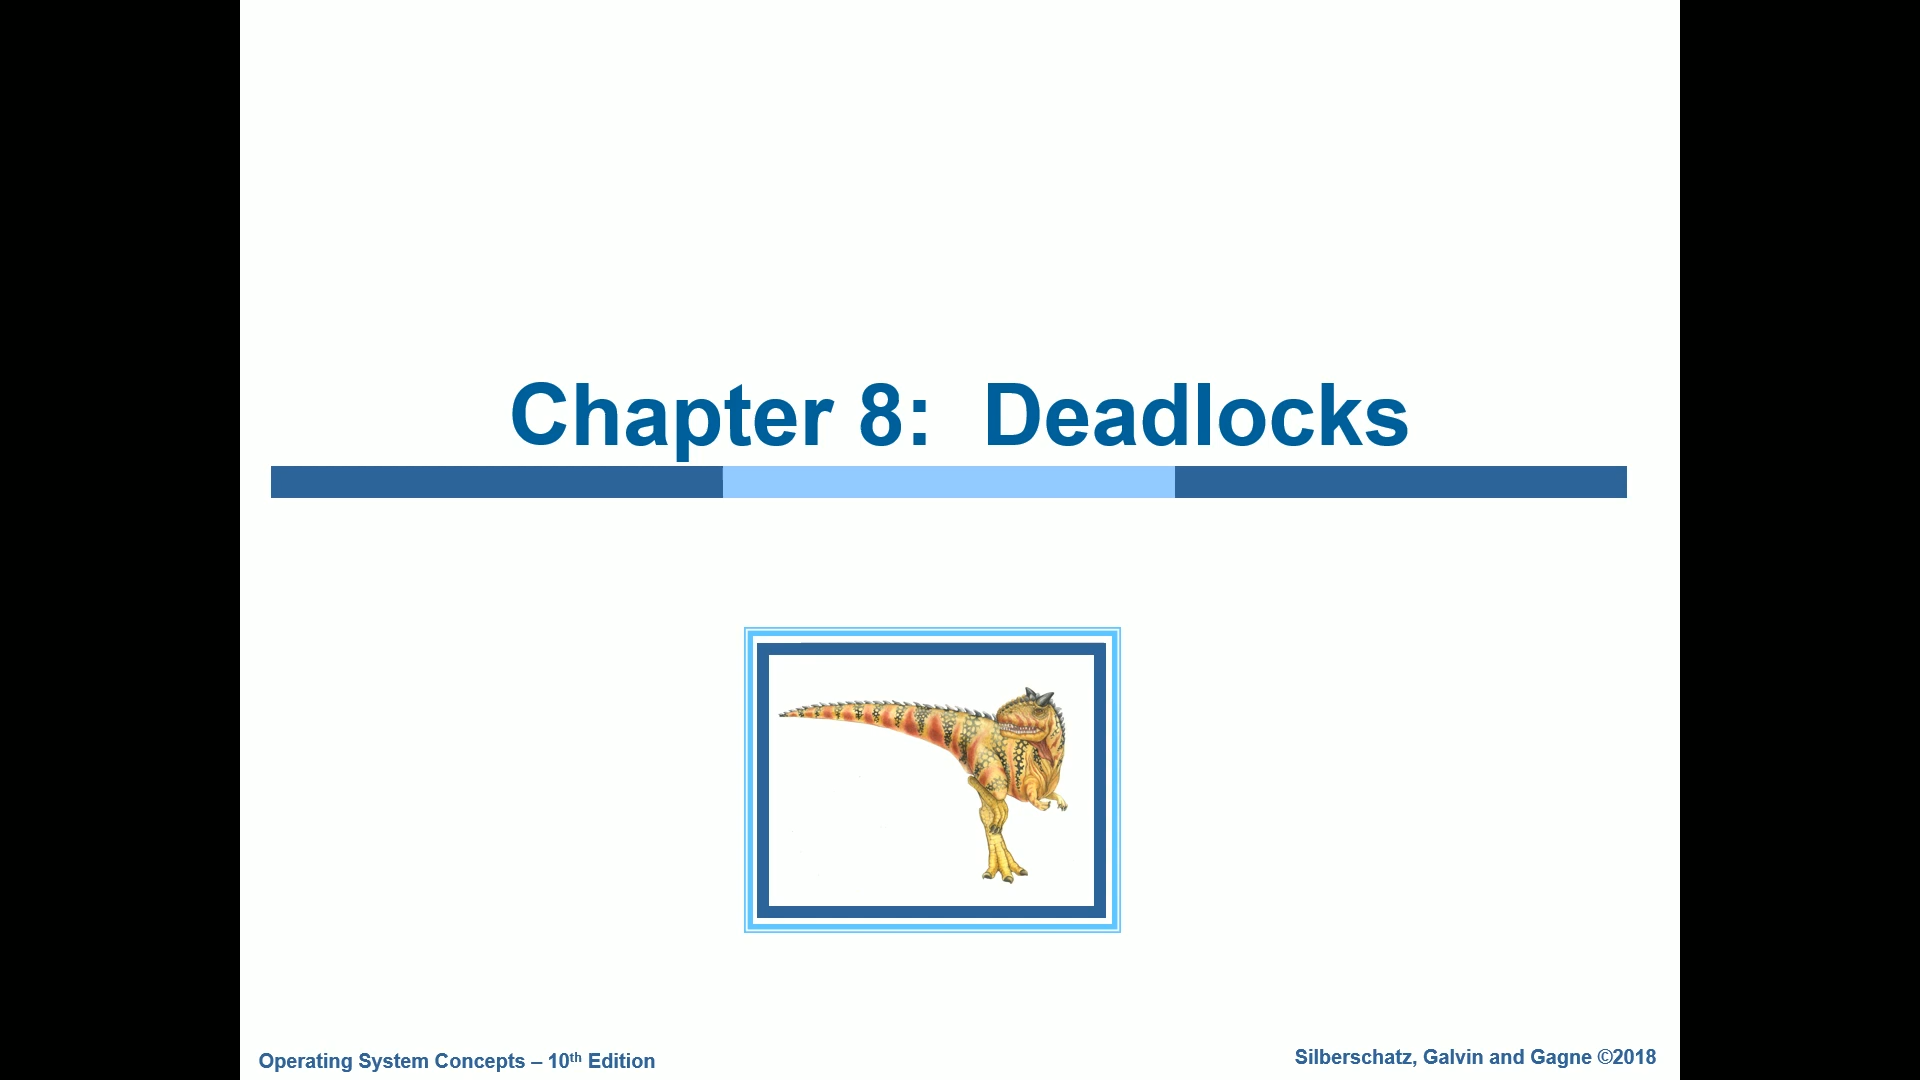 Chapter 8:  Deadlocks
Operating System Concepts – 10th Edition
Silberschatz, Galvin and Gagne ©2018